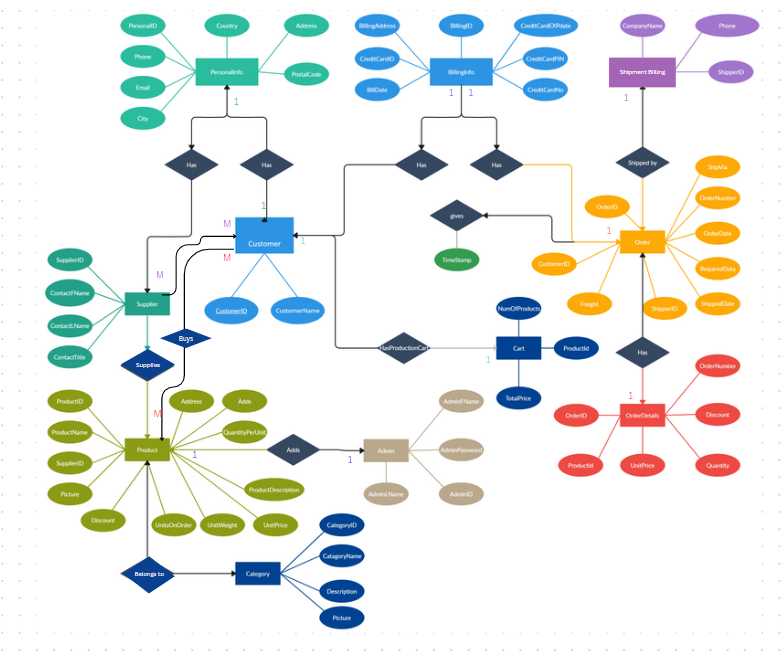 PersonalID
Country
Address
BillingAddress
BillingID
CreditCardEXPdate
CompanyName
Phone
Phone
PersonalInfo
PostalCode
CreditCardID
BillingInfo
CreditCardPIN
Shipment Billing
ShipperID
Email
BillDate
CreditCardNo
City
1
1
1
1
Has
Has
Has
Has
Shipped by
ShipVia
OrderNumber
OrderID
OrderDate
1
M
gives
1
Customer
1
Order
M
SupplierID
TimeStamp
CustomerID
RequiredData
M
ContactFName
Supplier
CustomerID
CustomerName
Freight
ShippedDate
NumOfProducts
ContactLName
Buys
HasProductionCart
Cart
ProductId
Has
1
ContactTitle
Supplies
OrderNumber
ProductID
Address
Adds
TotalPrice
1
AdminFName
M
OrderID
OrderDetails
Discount
ProductName
QuantityPerUnit
Product
Adds
Admin
AdminPassword
1
1
SupplierID
ProductId
UnitPrice
Quantity
Picture
ProductDescription
AdminLName
AdminID
Discount
UnitsOnOrder
UnitWeight
UnitPrice
CategoryID
CatagoryName
Belongs to
Category
Description
Picture